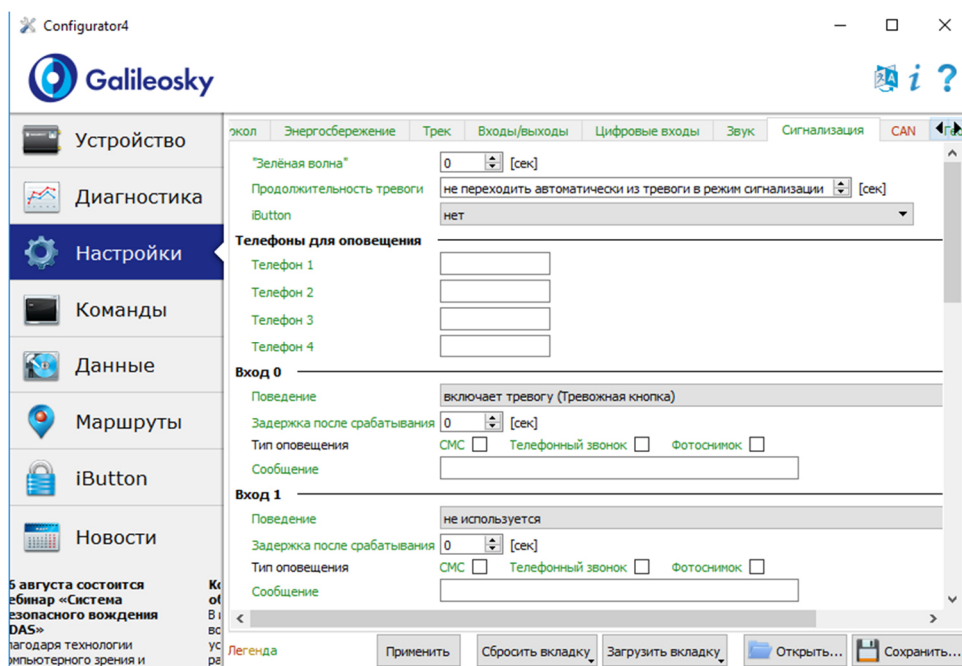 Configurator4
Galileosky
Устройство
Диагностика
Настройки
Команды
Данные
Маршруты
iButton
Новости
6 августа состоится
ебинар «Система
езопасного вождения
DAS»
лагодаря технологии
мпьютерного зрения и
окол Энергосбережение Трек Входы/выходы Цифровые входы Звук Сигнализация CAN
"Зелёная волна" 0 [сек]
Продолжительность тревоги не переходить автоматически из тревоги в режим сигнализации [сек]
iButton нет
Телефоны для оповещения
Телефон 1
Телефон 2
Телефон 3
Телефон 4
Вход 0
Поведение включает тревогу (Тревожная кнопка)
Задержка после срабатывания 0 [сек]
Тип оповещения СМС Телефонный звонок Фотоснимок
Сообщение
Вход 1
Поведение не используется
Задержка после срабатывания 0 [сек]
Тип оповещения СМС Телефонный звонок Фотоснимок
Сообщение
Легенда Применить Сбросить вкладку Загрузить вкладку Открыть... Сохранить...